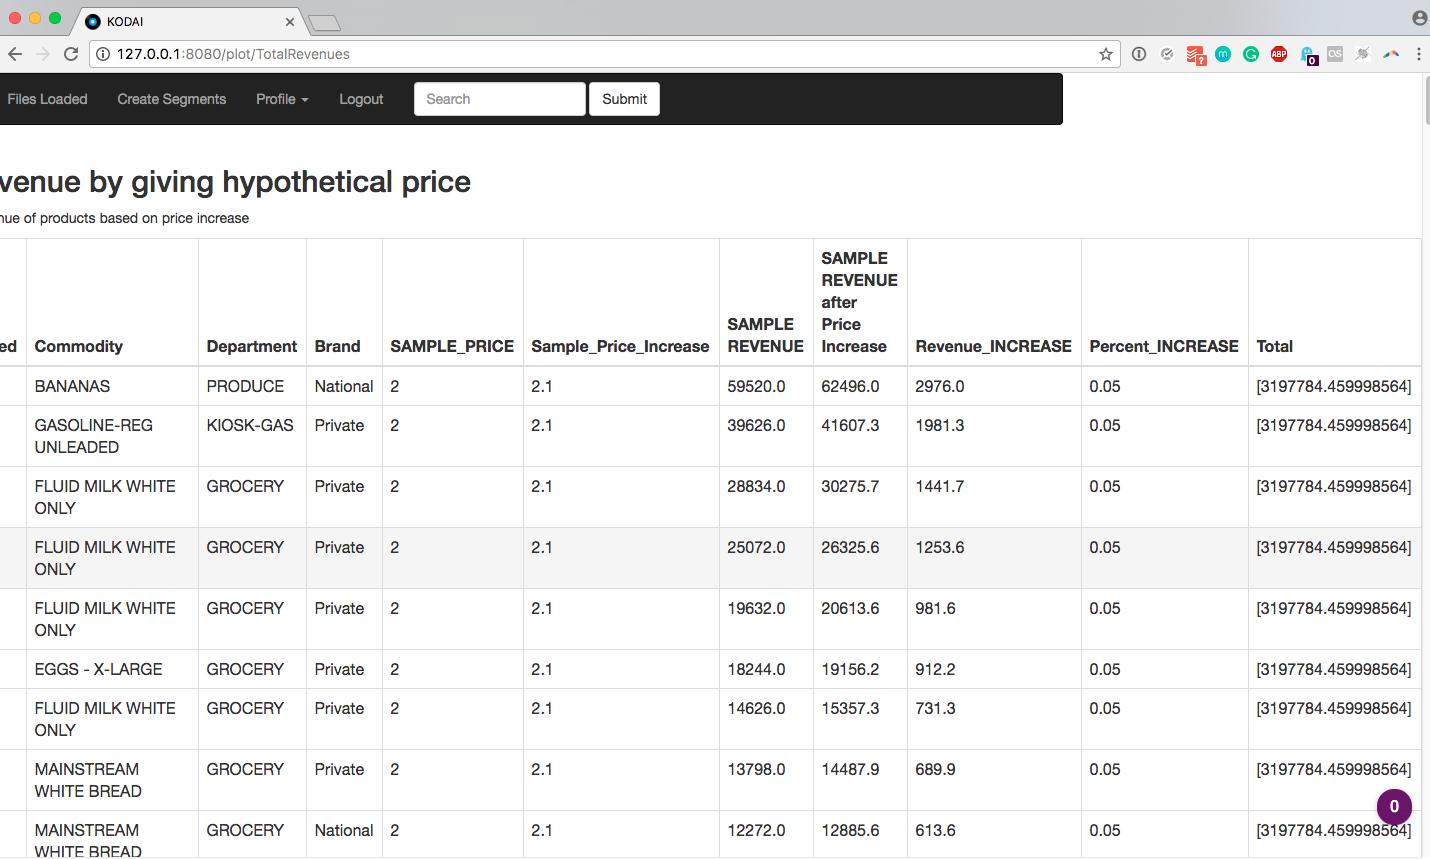 KODAI
127.0.0.1:8080/plot/TotalRevenues
Files Loaded Create Segments Profile Logout Search Submit
venue by giving hypothetical price
nue of products based on price increase
ed Commodity Department Brand SAMPLE_PRICE Sample_Price_Increase SAMPLE REVENUE SAMPLE REVENUE after Price Increase Revenue_INCREASE Percent_INCREASE Total
BANANAS PRODUCE National 2 2.1 59520.0 62496.0 2976.0 0.05 [3197784.459998564]
GASOLINE-REG UNLEADED KIOSK-GAS Private 2 2.1 39626.0 41607.3 1981.3 0.05 [3197784.459998564]
FLUID MILK WHITE ONLY GROCERY Private 2 2.1 28834.0 30275.7 1441.7 0.05 [3197784.459998564]
FLUID MILK WHITE ONLY GROCERY Private 2 2.1 25072.0 26325.6 1253.6 0.05 [3197784.459998564]
FLUID MILK WHITE ONLY GROCERY Private 2 2.1 19632.0 20613.6 981.6 0.05 [3197784.459998564]
EGGS - X-LARGE GROCERY Private 2 2.1 18244.0 19156.2 912.2 0.05 [3197784.459998564]
FLUID MILK WHITE ONLY GROCERY Private 2 2.1 14626.0 15357.3 731.3 0.05 [3197784.459998564]
MAINSTREAM WHITE BREAD GROCERY Private 2 2.1 13798.0 14487.9 689.9 0.05 [3197784.459998564]
0
MAINSTREAM WHITE BREAD GROCERY National 2 2.1 12272.0 12885.6 613.6 0.05 [3197784.459998564]